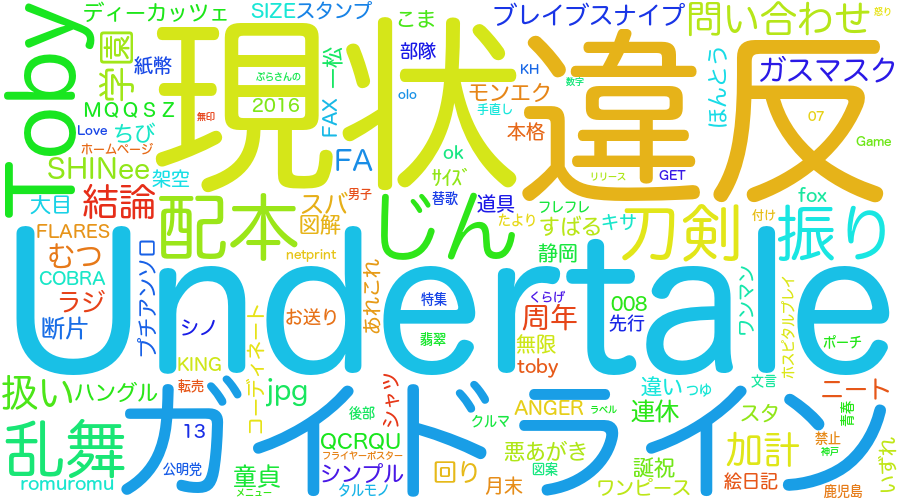 ディーカッツェ
SIZEスタンプ
こま
ブレイブスナイプ
問い合わせ
怒り
Toby
学園
紙幣
現状
ぷらさんの
2016
FAX
一松
部隊
KH
olo
モンエク
数字
手直し
違反
ほんとう
ガスマスク
MQQSZ
無印
Love
ちび
ホームページ
SHINee
架空
FA
ok
本格
07
Game
サイズ
GET
リリース
大目
結論
配本
スバ
図解
男子
じん
替歌
道具
たより
フレフレ
すばる
キサ
刀剣
付け
fox
振り
FLARES
むつ
COBRA
ラジ
断片
プチアンソロ
シノ
netprint
お送り
あれこれ
特集
翡翠
静岡
くらげ
周年
008
先行
無限
toby
ワンマン
ホスピタルプレイ
ポーチ
Undertale
KING
コーディネート
扱い
ハングル
転売
jpg
後部
シャツ
クルマ
ANGER
ラベル
違い
つゅ
連休
文言
スタ
ニート
青春
ガイドライン
乱舞
13
公明党
童貞
メニュー
QCRQU
フライヤーポスター
シンプル
タルモノ
回り
月末
悪あがき
図案
誕祝
ワンピース
加計
絵日記
禁止
神戸
鹿児島
いずれ
romuromu